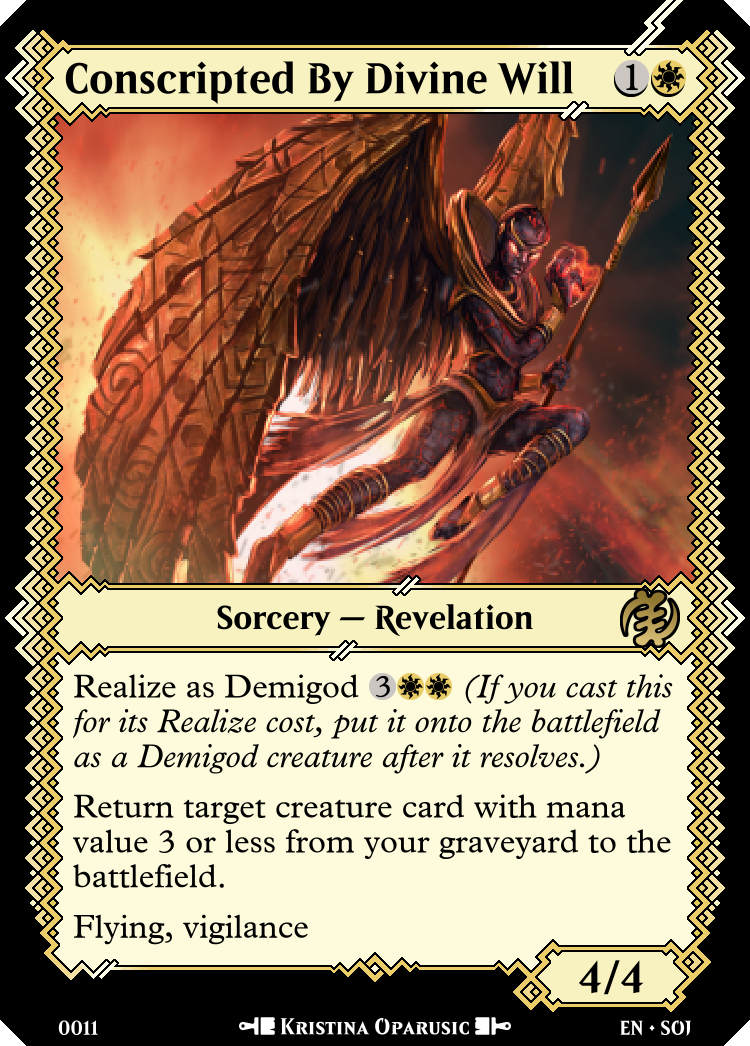 Conscripted By Divine Will 1
Sorcery — Revelation
Realize as Demigod 3 (If you cast this
for its Realize cost, put it onto the battlefield
as a Demigod creature after it resolves.)
Return target creature card with mana
value 3 or less from your graveyard to the
battlefield.
Flying, vigilance
4/4
0011 Kristina Oparusic EN • SOI